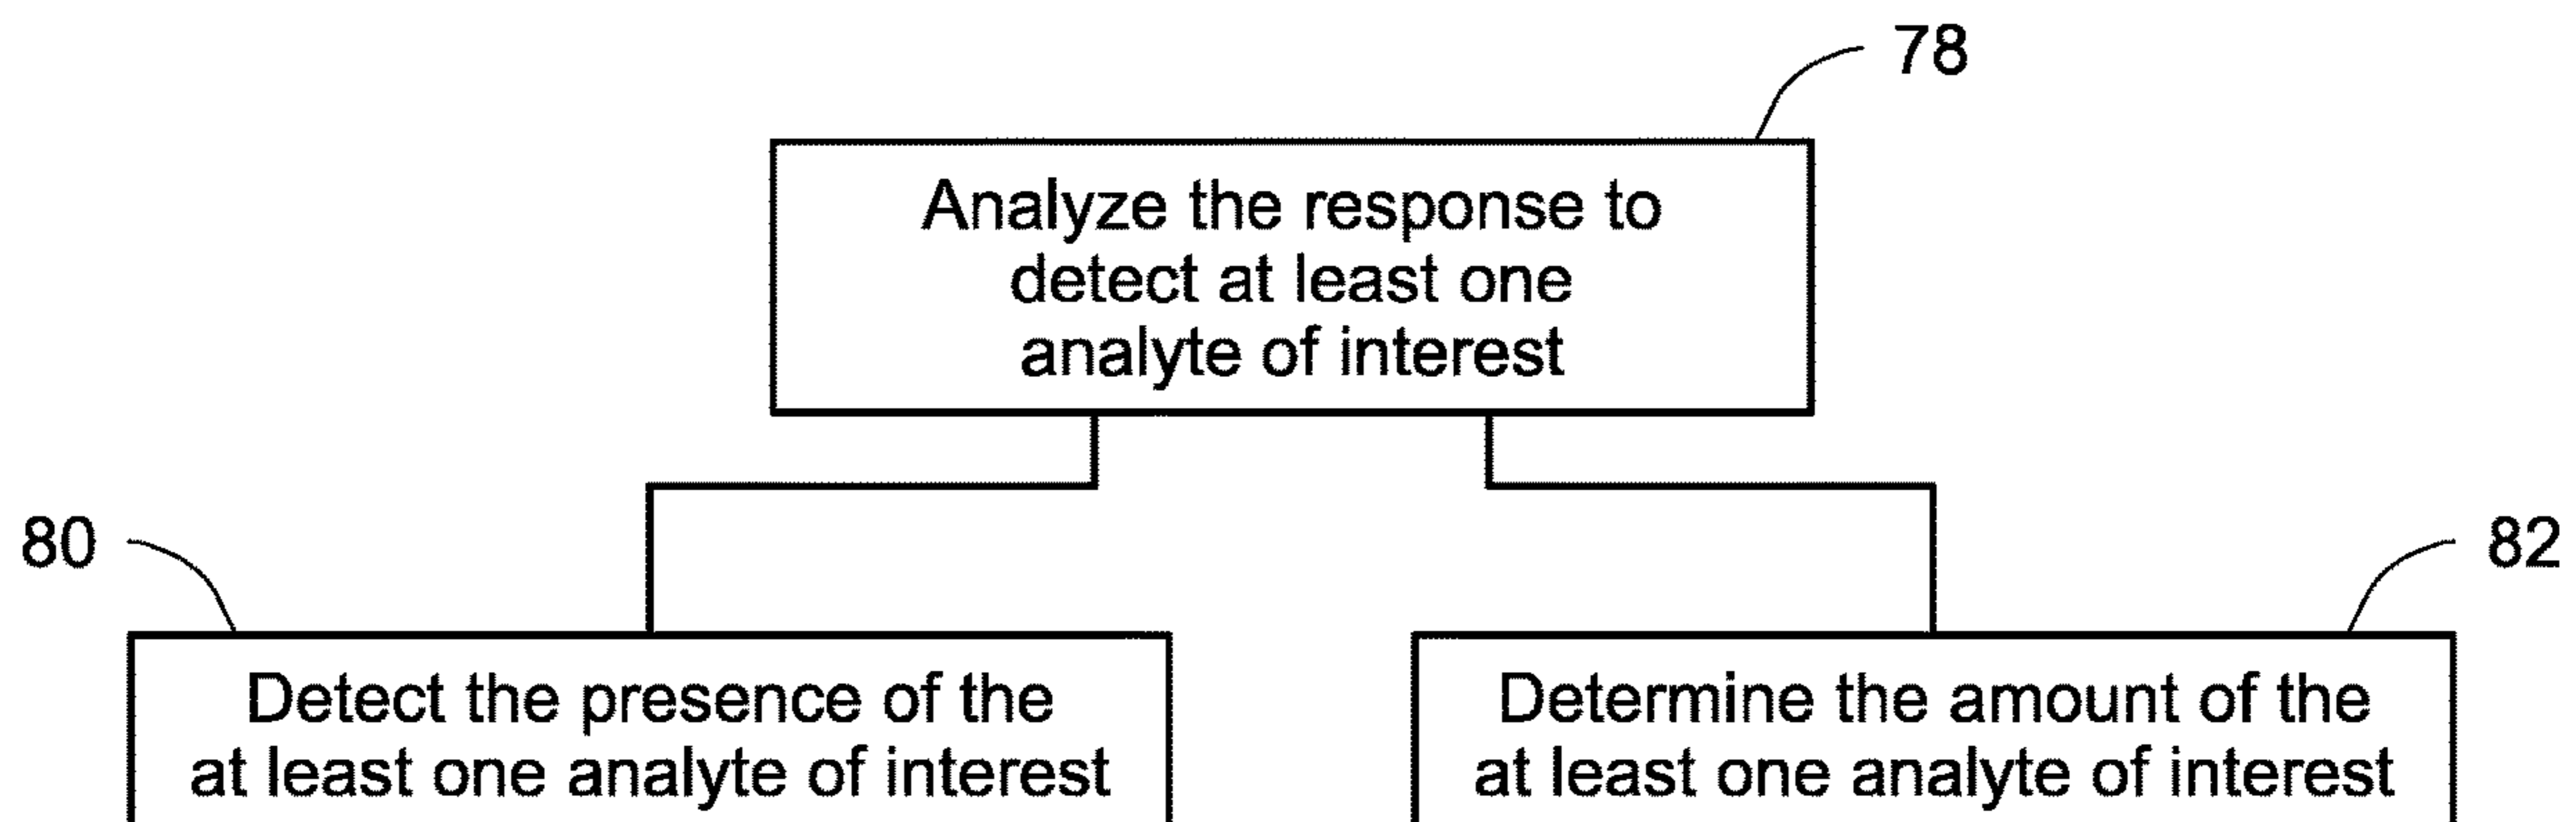 78
Analyze the response to
detect at least one
analyte of interest
80
82
Detect the presence of the
at least one analyte of interest
Determine the amount of the
at least one analyte of interest